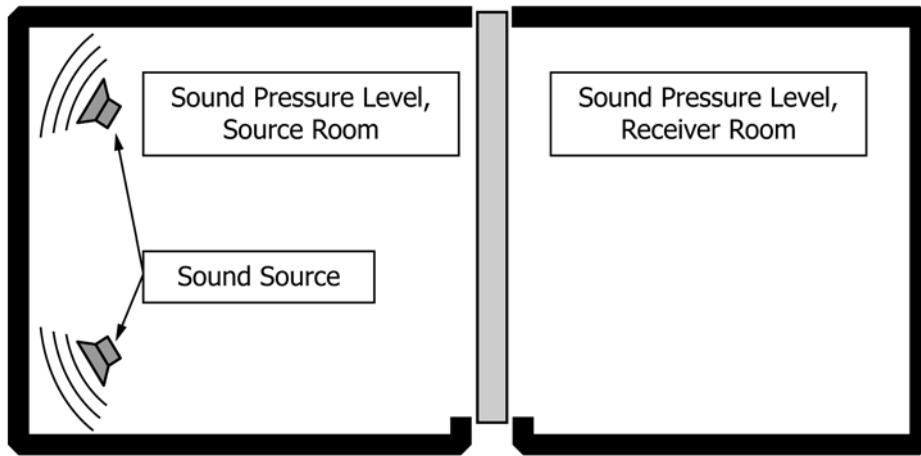 Sound Pressure Level,
Source Room
Sound Pressure Level,
Receiver Room
Sound Source